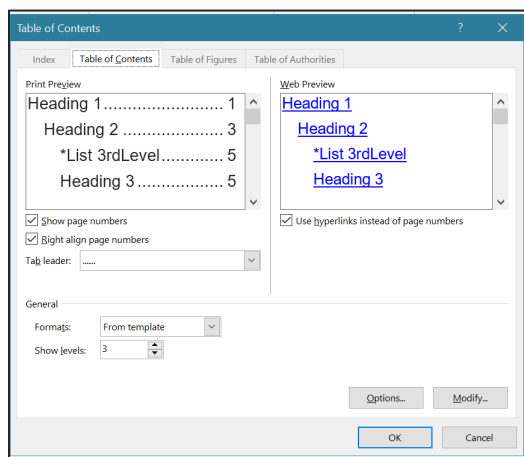 Table of Contents ?
Index Table of Contents Table of Figures Table of Authorities
Print Preview
Heading 1........................ 1
Heading 2 .................. 3
*List 3rdLevel............. 5
Heading 3 ................. 5
Show page numbers
Right align page numbers
Tab leader: ......
Web Preview
Heading 1
Heading 2
*List 3rdLevel
Heading 3
Use hyperlinks instead of page numbers
General
Formats: From template
Show levels: 3
Options... Modify...
OK Cancel